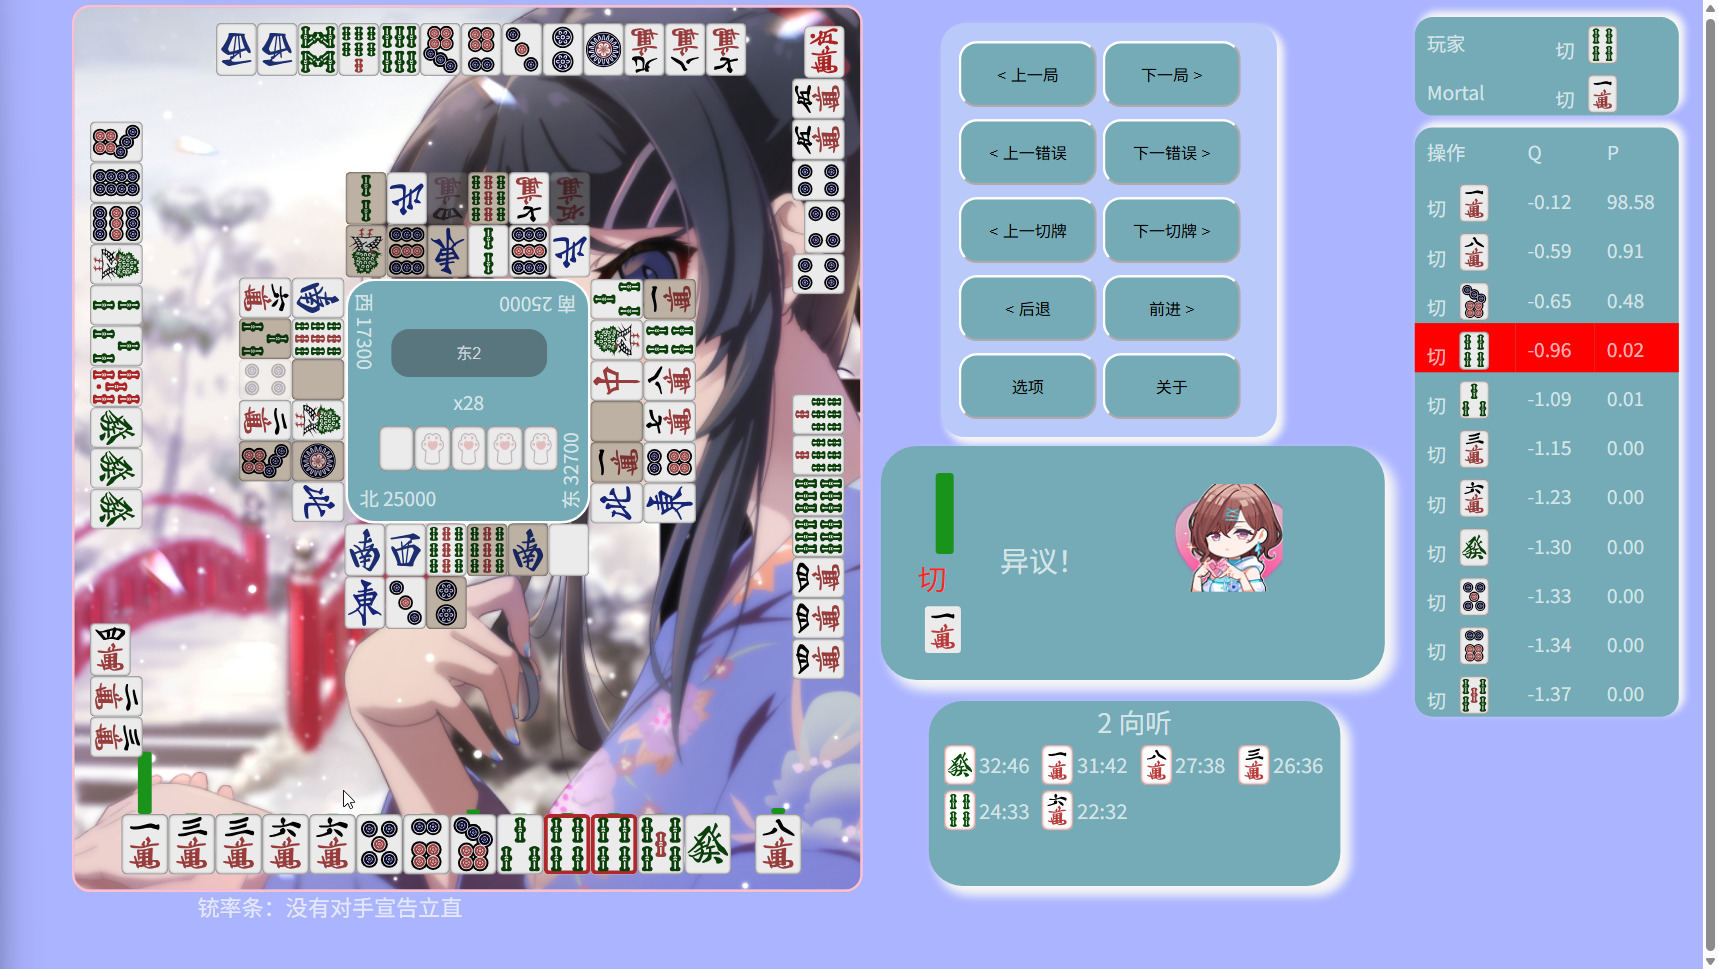 西 17300
南 25000
东2
x28
北 25000
东 32700
铳率条：没有对手宣告立直
< 上一局
下一局 >
< 上一错误
下一错误 >
< 上一切牌
下一切牌 >
< 后退
前进 >
选项
关于
切
异议！
2 向听
32:46
31:42
27:38
26:36
24:33
22:32
玩家 切
Mortal 切
操作 Q P
切 -0.12 98.58
切 -0.59 0.91
切 -0.65 0.48
切 -0.96 0.02
切 -1.09 0.01
切 -1.15 0.00
切 -1.23 0.00
切 -1.30 0.00
切 -1.33 0.00
切 -1.34 0.00
切 -1.37 0.00